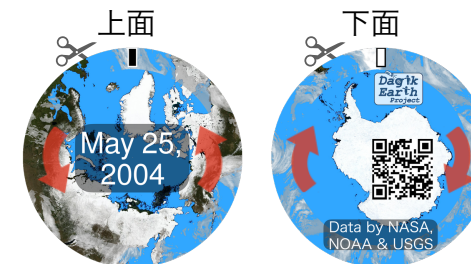 上面
下面
May 25,
2004
Dagik
Earth
Project
Data by NASA,
NOAA & USGS